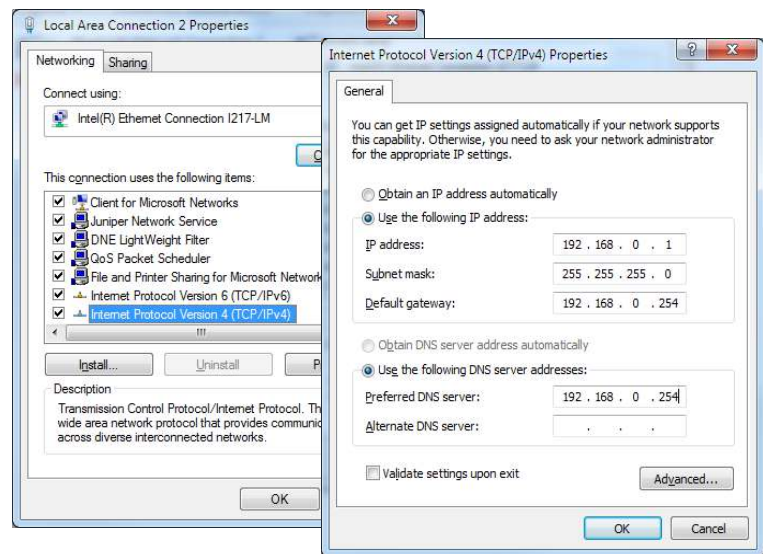 Local Area Connection 2 Properties
Networking
Sharing
Connect using:
Intel(R) Ethernet Connection I217-LM
This connection uses the following items:
Client for Microsoft Networks
Juniper Network Service
DNE LightWeight Filter
QoS Packet Scheduler
File and Printer Sharing for Microsoft Network
Internet Protocol Version 6 (TCP/IPv6)
Internet Protocol Version 4 (TCP/IPv4)
Install...
Uninstall
Description
Transmission Control Protocol/Internet Protocol. Th
wide area network protocol that provides communic
across diverse interconnected networks.
OK
Internet Protocol Version 4 (TCP/IPv4) Properties
General
You can get IP settings assigned automatically if your network supports
this capability. Otherwise, you need to ask your network administrator
for the appropriate IP settings.
Obtain an IP address automatically
Use the following IP address:
IP address: 192 . 168 . 0 . 1
Subnet mask: 255 . 255 . 255 . 0
Default gateway: 192 . 168 . 0 . 254
Obtain DNS server address automatically
Use the following DNS server addresses:
Preferred DNS server: 192 . 168 . 0 . 254
Alternate DNS server: . . .
Validate settings upon exit
Advanced...
OK
Cancel